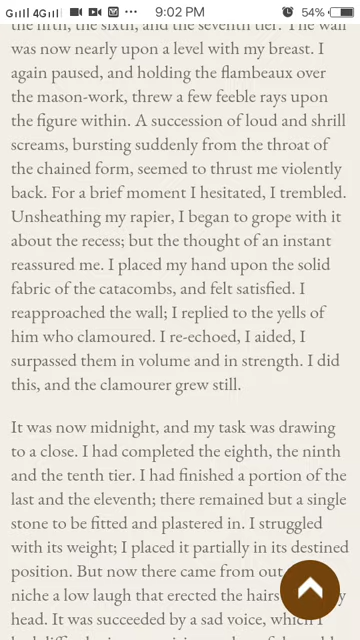 4G
9:02 PM
54%
the fifth, the sixth, and the seventh tier. The wall
was now nearly upon a level with my breast. I
again paused, and holding the flambeaux over
the mason-work, threw a few feeble rays upon
the figure within. A succession of loud and shrill
screams, bursting suddenly from the throat of
the chained form, seemed to thrust me violently
back. For a brief moment I hesitated, I trembled.
Unsheathing my rapier, I began to grope with it
about the recess; but the thought of an instant
reassured me. I placed my hand upon the solid
fabric of the catacombs, and felt satisfied. I
reapproached the wall; I replied to the yells of
him who clamoured. I re-echoed, I aided, I
surpassed them in volume and in strength. I did
this, and the clamourer grew still.
It was now midnight, and my task was drawing
to a close. I had completed the eighth, the ninth
and the tenth tier. I had finished a portion of the
last and the eleventh; there remained but a single
stone to be fitted and plastered in. I struggled
with its weight; I placed it partially in its destined
position. But now there came from out
niche a low laugh that erected the hairs
head. It was succeeded by a sad voice, which I